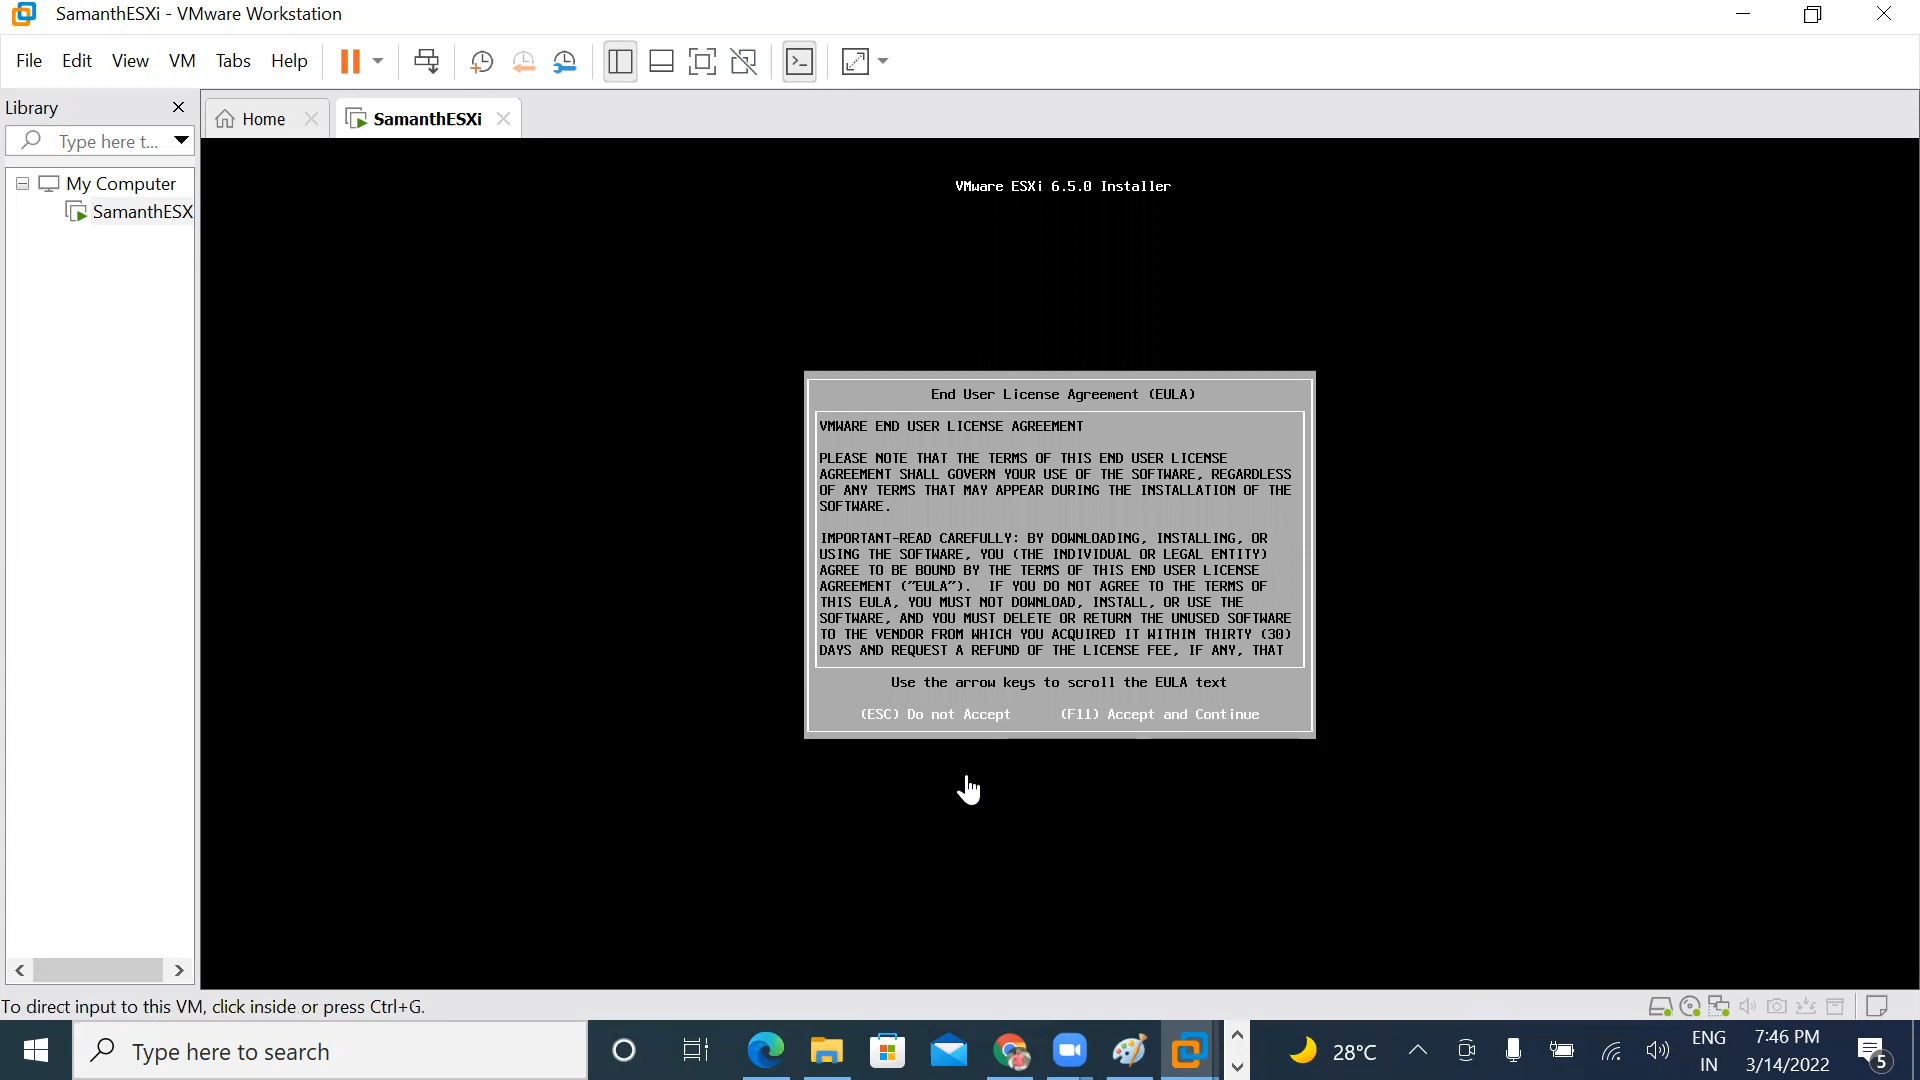 SamanthESXi - VMware Workstation
File Edit View VM Tabs Help
Library
Home
SamanthESXi
Type here t...
My Computer
SamanthESX
VMware ESXi 6.5.0 Installer
End User License Agreement (EULA)
VMWARE END USER LICENSE AGREEMENT
PLEASE NOTE THAT THE TERMS OF THIS END USER LICENSE
AGREEMENT SHALL GOVERN YOUR USE OF THE SOFTWARE, REGARDLESS
OF ANY TERMS THAT MAY APPEAR DURING THE INSTALLATION OF THE
SOFTWARE.
IMPORTANT-READ CAREFULLY: BY DOWNLOADING, INSTALLING, OR
USING THE SOFTWARE, YOU (THE INDIVIDUAL OR LEGAL ENTITY)
AGREE TO BE BOUND BY THE TERMS OF THIS END USER LICENSE
AGREEMENT ("EULA"). IF YOU DO NOT AGREE TO THE TERMS OF
THIS EULA, YOU MUST NOT DOWNLOAD, INSTALL, OR USE THE
SOFTWARE, AND YOU MUST DELETE OR RETURN THE UNUSED SOFTWARE
TO THE VENDOR FROM WHICH YOU ACQUIRED IT WITHIN THIRTY (30)
DAYS AND REQUEST A REFUND OF THE LICENSE FEE, IF ANY, THAT
Use the arrow keys to scroll the EULA text
(ESC) Do not Accept (F11) Accept and Continue
To direct input to this VM, click inside or press Ctrl+G.
Type here to search
28°C
ENG
IN
7:46 PM
3/14/2022
5